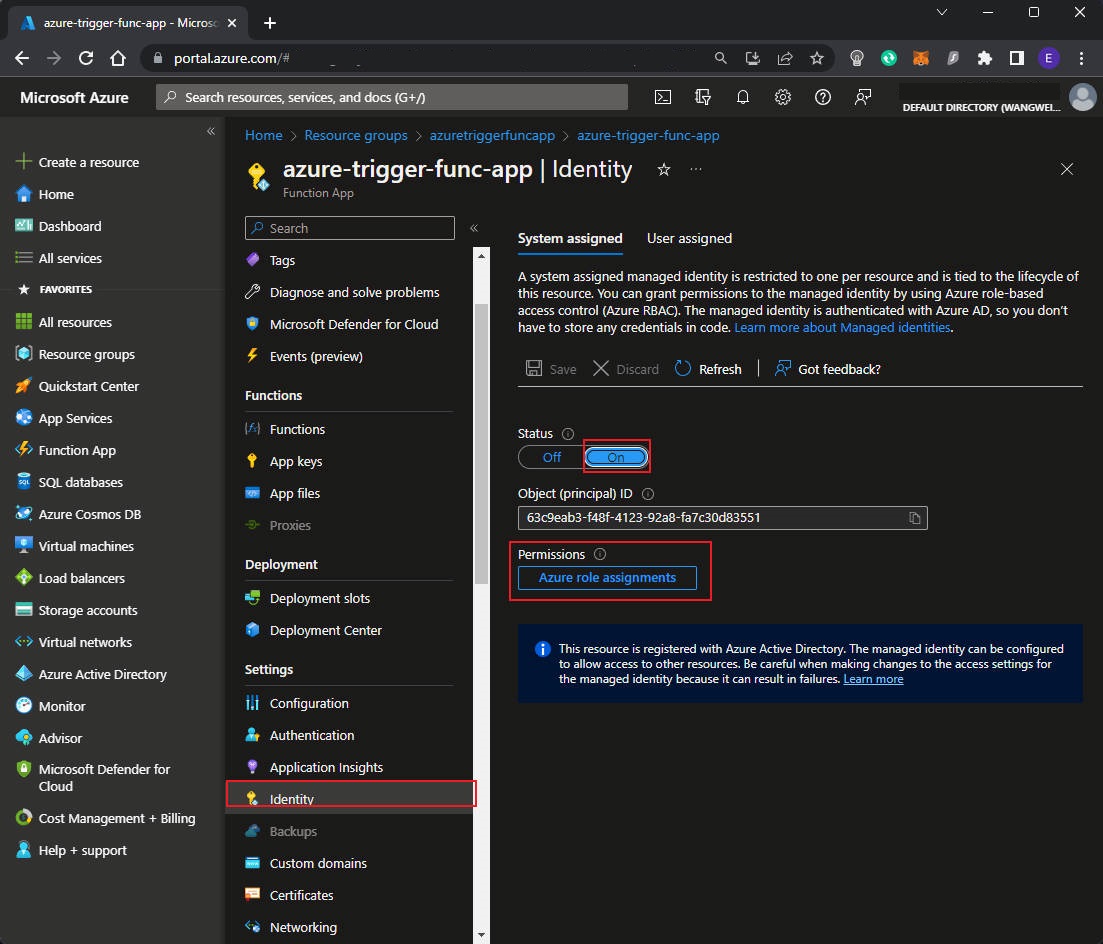 azure-trigger-func-app - Microsc
portal.azure.com/#
E
Microsoft Azure
Search resources, services, and docs (G+/)
DEFAULT DIRECTORY (WANGWEI...
Create a resource
Home
Dashboard
All services
FAVORITES
All resources
Resource groups
Quickstart Center
App Services
Function App
SQL databases
Azure Cosmos DB
Virtual machines
Load balancers
Storage accounts
Virtual networks
Azure Active Directory
Monitor
Advisor
Microsoft Defender for
Cloud
Cost Management + Billing
Help + support
Home > Resource groups > azuretriggerfuncapp > azure-trigger-func-app
azure-trigger-func-app | Identity
Function App
Search
Tags
Diagnose and solve problems
Microsoft Defender for Cloud
Events (preview)
Functions
Functions
App keys
App files
Proxies
Deployment
Deployment slots
Deployment Center
Settings
Configuration
Authentication
Application Insights
Identity
Backups
Custom domains
Certificates
Networking
System assigned User assigned
A system assigned managed identity is restricted to one per resource and is tied to the lifecycle of
this resource. You can grant permissions to the managed identity by using Azure role-based
access control (Azure RBAC). The managed identity is authenticated with Azure AD, so you don't
have to store any credentials in code. Learn more about Managed identities.
Save Discard Refresh | Got feedback?
Status
Off On
Object (principal) ID
63c9eab3-f48f-4123-92a8-fa7c30d83551
Permissions
Azure role assignments
This resource is registered with Azure Active Directory. The managed identity can be configured
to allow access to other resources. Be careful when making changes to the access settings for
the managed identity because it can result in failures. Learn more